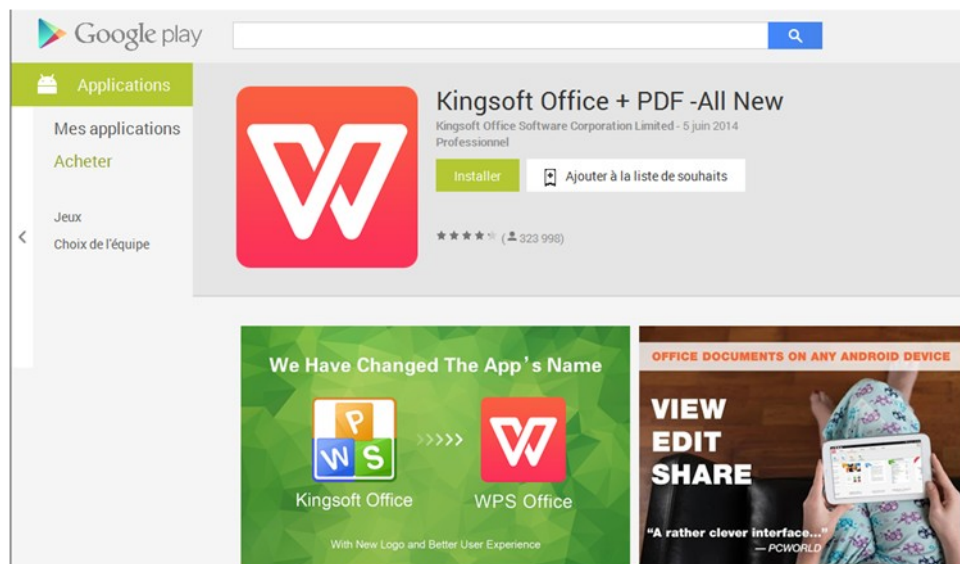 Google play
Applications
Mes applications
Acheter
Jeux
Choix de l'équipe
Kingsoft Office + PDF -All New
Kingsoft Office Software Corporation Limited - 5 juin 2014
Professionnel
Installer
Ajouter à la liste de souhaits
(323 998)
We Have Changed The App's Name
P
W S
>>>>>
W
Kingsoft Office
WPS Office
With New Logo and Better User Experience
OFFICE DOCUMENTS ON ANY ANDROID DEVICE
VIEW
EDIT
SHARE
"A rather clever interface..."
— PCWORLD